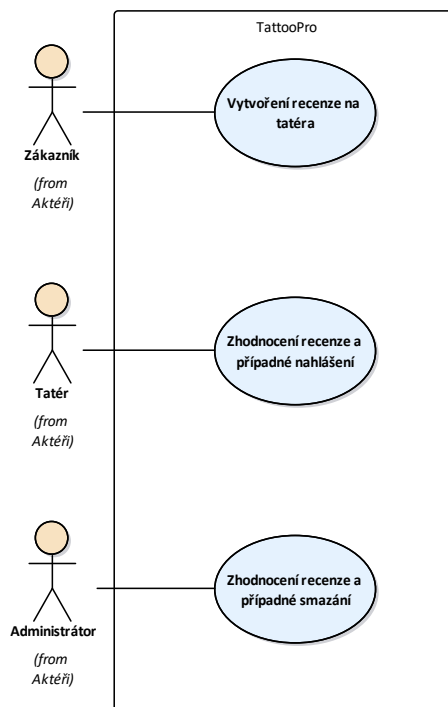 TattooPro
Vytvoření recenze na
tatéra
Zákazník
(from
Aktéři)
Zhodnocení recenze a
případné nahlášení
Tatér
(from
Aktéři)
Zhodnocení recenze a
případné smazání
Administrátor
(from
Aktéři)